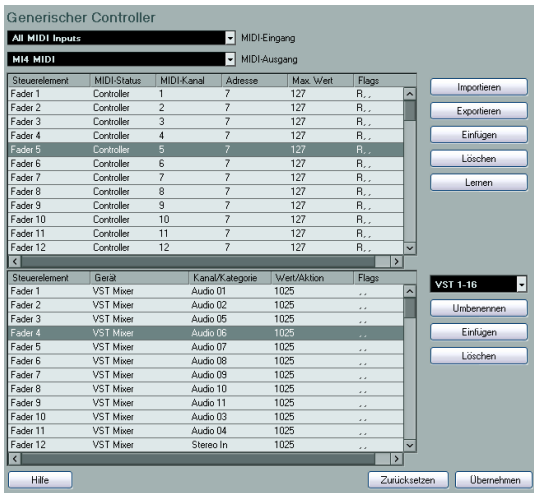 Generischer Controller
All MIDI Inputs MIDI-Eingang
MI4 MIDI MIDI-Ausgang
Steuerelement MIDI-Status MIDI-Kanal Adresse Max. Wert Flags
Fader 1 Controller 1 7 127 R, ,
Fader 2 Controller 2 7 127 R, ,
Fader 3 Controller 3 7 127 R, ,
Fader 4 Controller 4 7 127 R, ,
Fader 5 Controller 5 7 127 R, ,
Fader 6 Controller 6 7 127 R, ,
Fader 7 Controller 7 7 127 R, ,
Fader 8 Controller 8 7 127 R, ,
Fader 9 Controller 9 7 127 R, ,
Fader 10 Controller 10 7 127 R, ,
Fader 11 Controller 11 7 127 R, ,
Fader 12 Controller 12 7 127 R, ,
Importieren
Exportieren
Einfügen
Löschen
Lernen
Steuerelement Gerät Kanal/Kategorie Wert/Aktion Flags
Fader 1 VST Mixer Audio 01 1025 , ,
Fader 2 VST Mixer Audio 02 1025 , ,
Fader 3 VST Mixer Audio 05 1025 , ,
Fader 4 VST Mixer Audio 06 1025 , ,
Fader 5 VST Mixer Audio 07 1025 , ,
Fader 6 VST Mixer Audio 08 1025 , ,
Fader 7 VST Mixer Audio 09 1025 , ,
Fader 8 VST Mixer Audio 10 1025 , ,
Fader 9 VST Mixer Audio 11 1025 , ,
Fader 10 VST Mixer Audio 03 1025 , ,
Fader 11 VST Mixer Audio 04 1025 , ,
Fader 12 VST Mixer Stereo In 1025 , ,
VST 1-16
Umbenennen
Einfügen
Löschen
Hilfe Zurücksetzen Übernehmen